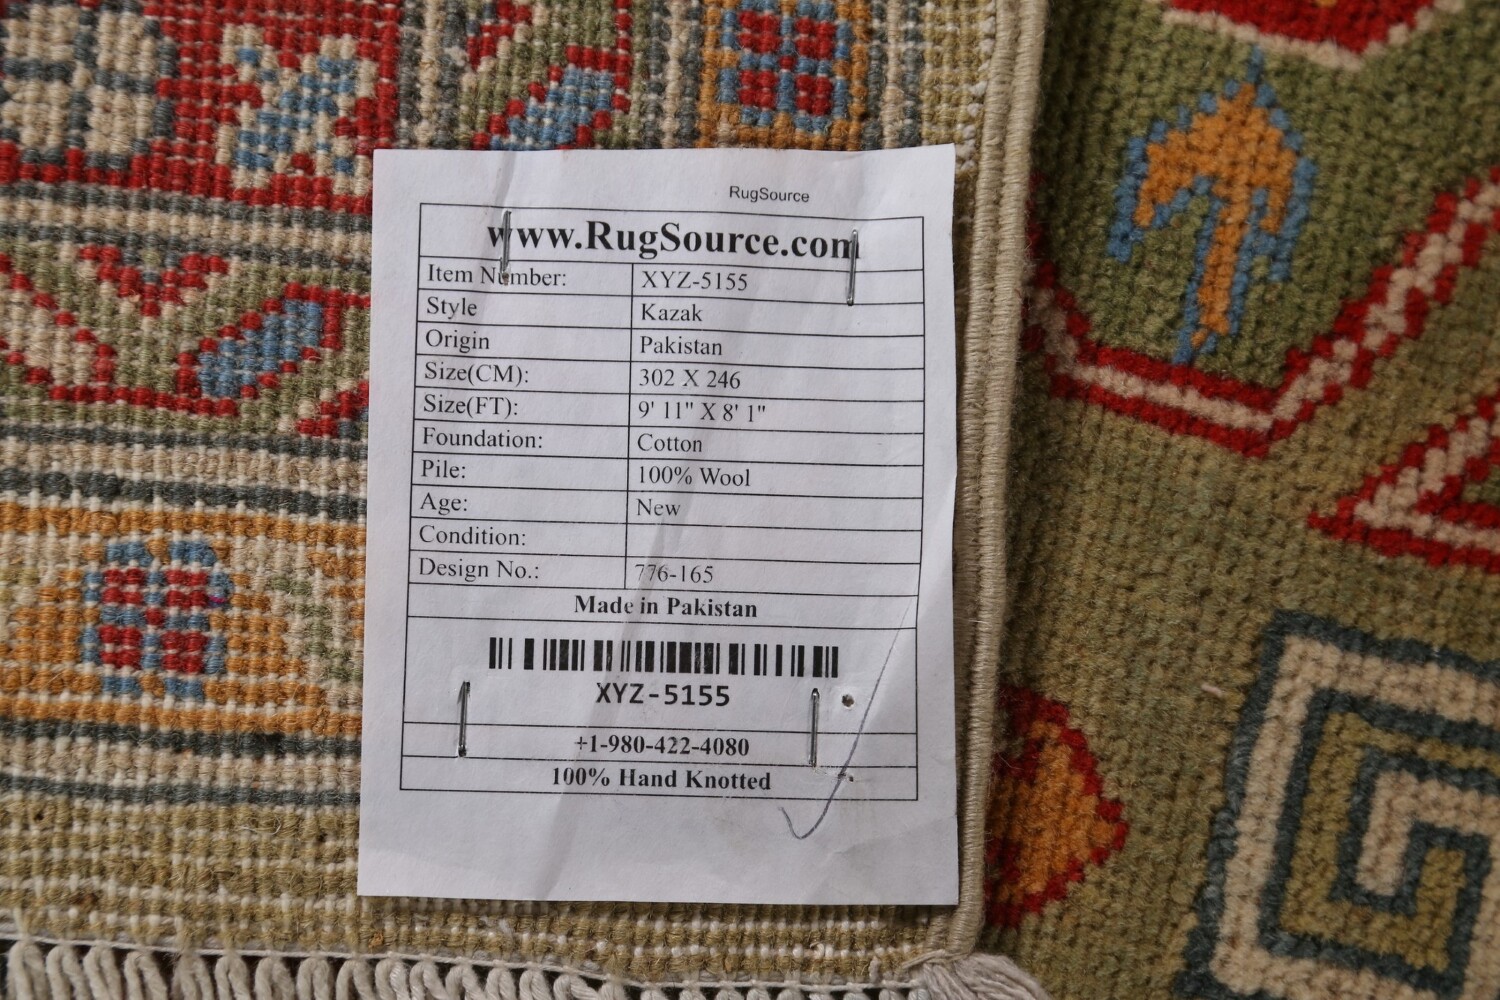 RugSource
www.RugSource.com
Item Number: XYZ-5155
Style Kazak
Origin Pakistan
Size(CM): 302 X 246
Size(FT): 9' 11" X 8' 1"
Foundation: Cotton
Pile: 100% Wool
Age: New
Condition:
Design No.: 776-165
Made in Pakistan
XYZ-5155
+1-980-422-4080
100% Hand Knotted